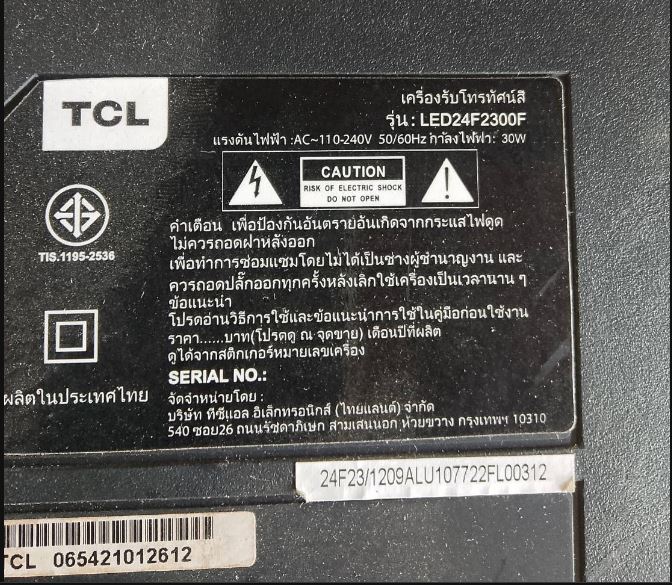 TCL
เครื่องรับโทรทัศน์สี
รุ่น : LED24F2300F
แรงดันไฟฟ้า :AC~110-240V 50/60Hz กำลังไฟฟ้า: 30W
CAUTION
RISK OF ELECTRIC SHOCK
DO NOT OPEN
TIS.1195-2536
คำเตือน เพื่อป้องกันอันตรายอันเกิดจากกระแสไฟดูด
ไม่ควรถอดฝาหลังออก
เพื่อทำการซ่อมแซมโดยไม่ได้เป็นช่างผู้ชำนาญงาน และ
ควรถอดปลั๊กออกทุกครั้งหลังเลิกใช้เครื่องเป็นเวลานาน ๆ
ข้อแนะนำ
โปรดอ่านวิธีการใช้และข้อแนะนำการใช้ในคู่มือก่อนใช้งาน
ราคา......บาท(โปรดดู ณ จุดขาย) เดือนปีที่ผลิต
ดูได้จากสติกเกอร์หมายเลขเครื่อง
SERIAL NO.:
ผลิตในประเทศไทย
จัดจำหน่ายโดย :
บริษัท ทีซีแอล อิเล็กทรอนิกส์ (ไทยแลนด์) จำกัด
540 ซอย26 ถนนรัชดาภิเษก สามเสนนอก ห้วยขวาง กรุงเทพฯ 10310
24F23/1209ALU107722FL00312
TCL 065421012612